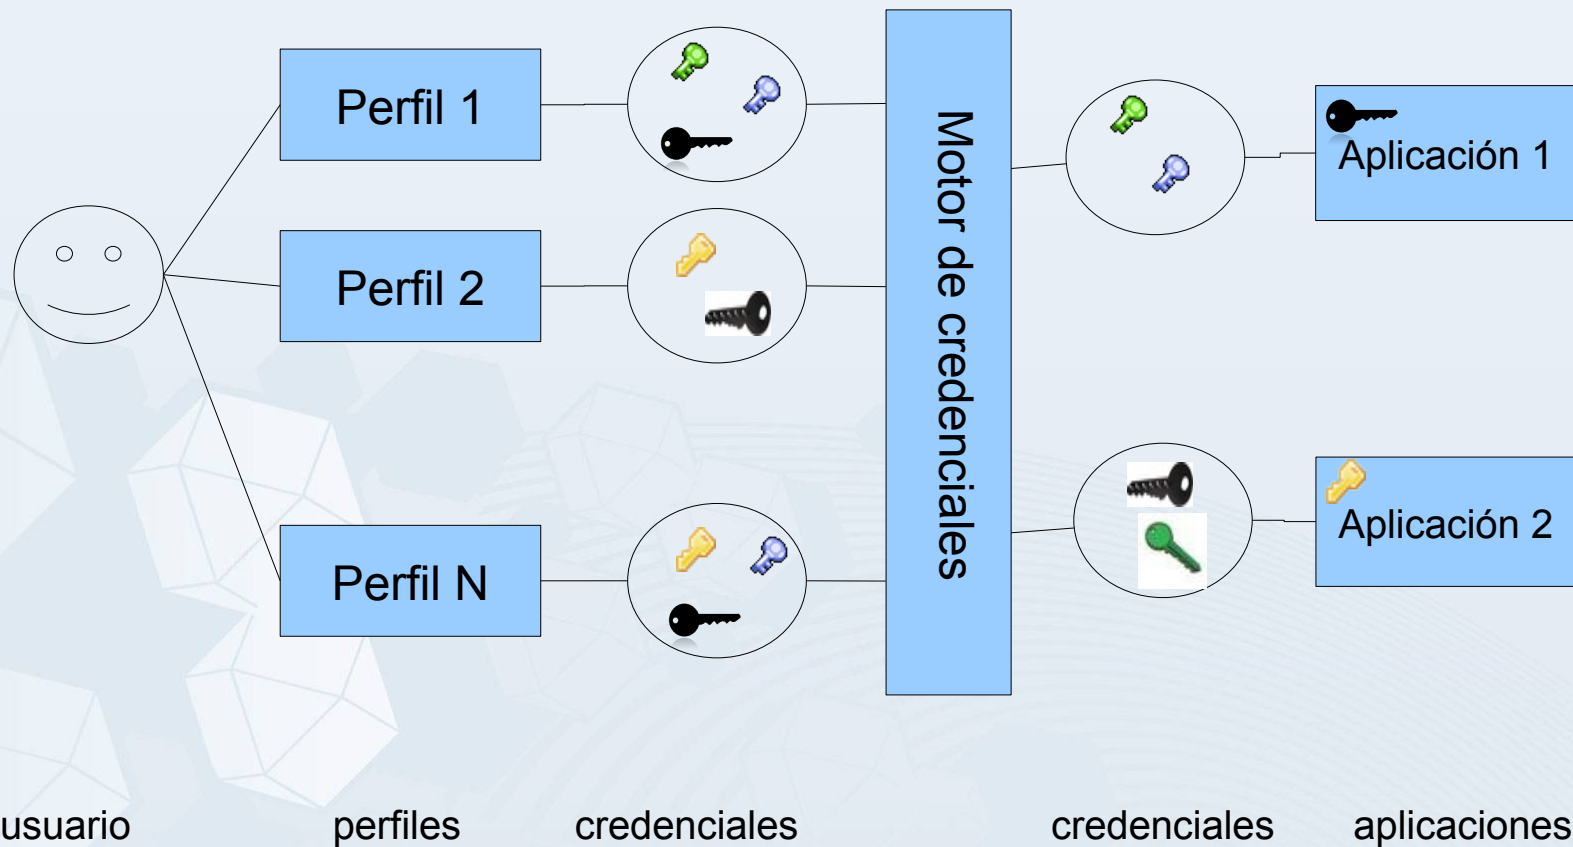 Perfil 1
Perfil 2
Perfil N
Motor de credenciales
Aplicación 1
Aplicación 2
usuario
perfiles
credenciales
credenciales
aplicaciones